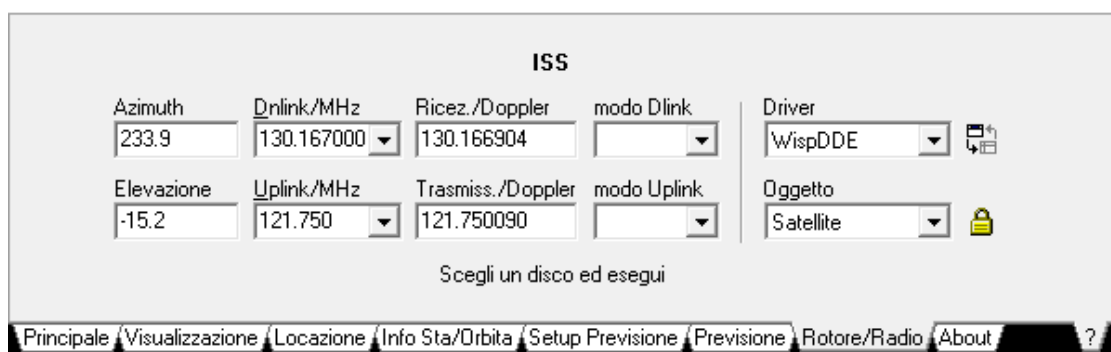 ISS
Azimuth Dnlink/MHz Ricez./Doppler modo Dlink Driver
233.9 130.167000 130.166904 WispDDE
Elevazione Uplink/MHz Trasmiss./Doppler modo Uplink Oggetto
-15.2 121.750 121.750090 Satellite
Scegli un disco ed esegui
Principale Visualizzazione Locazione Info Sta/Orbita Setup Previsione Previsione Rotore/Radio About ?